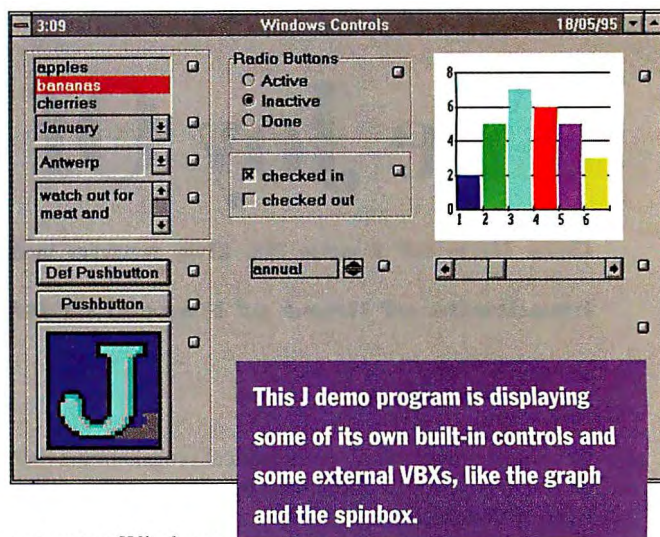 3:09 Windows Controls 18/05/95
apples
bananas
cherries
January
Antwerp
watch out for
meat and
Radio Buttons
Active
Inactive
Done
checked in
checked out
8
6
4
2
0
1 2 3 4 5 6
Def Pushbutton
Pushbutton
annual
J
This J demo program is displaying
some of its own built-in controls and
some external VBXs, like the graph
and the spinbox.